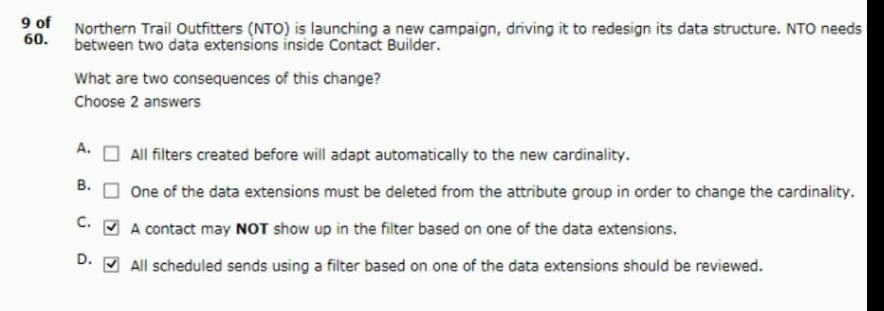 9 of
60.
Northern Trail Outfitters (NTO) is launching a new campaign, driving it to redesign its data structure. NTO needs
between two data extensions inside Contact Builder.
What are two consequences of this change?
Choose 2 answers
A. All filters created before will adapt automatically to the new cardinality.
B. One of the data extensions must be deleted from the attribute group in order to change the cardinality.
C. A contact may NOT show up in the filter based on one of the data extensions.
D. All scheduled sends using a filter based on one of the data extensions should be reviewed.